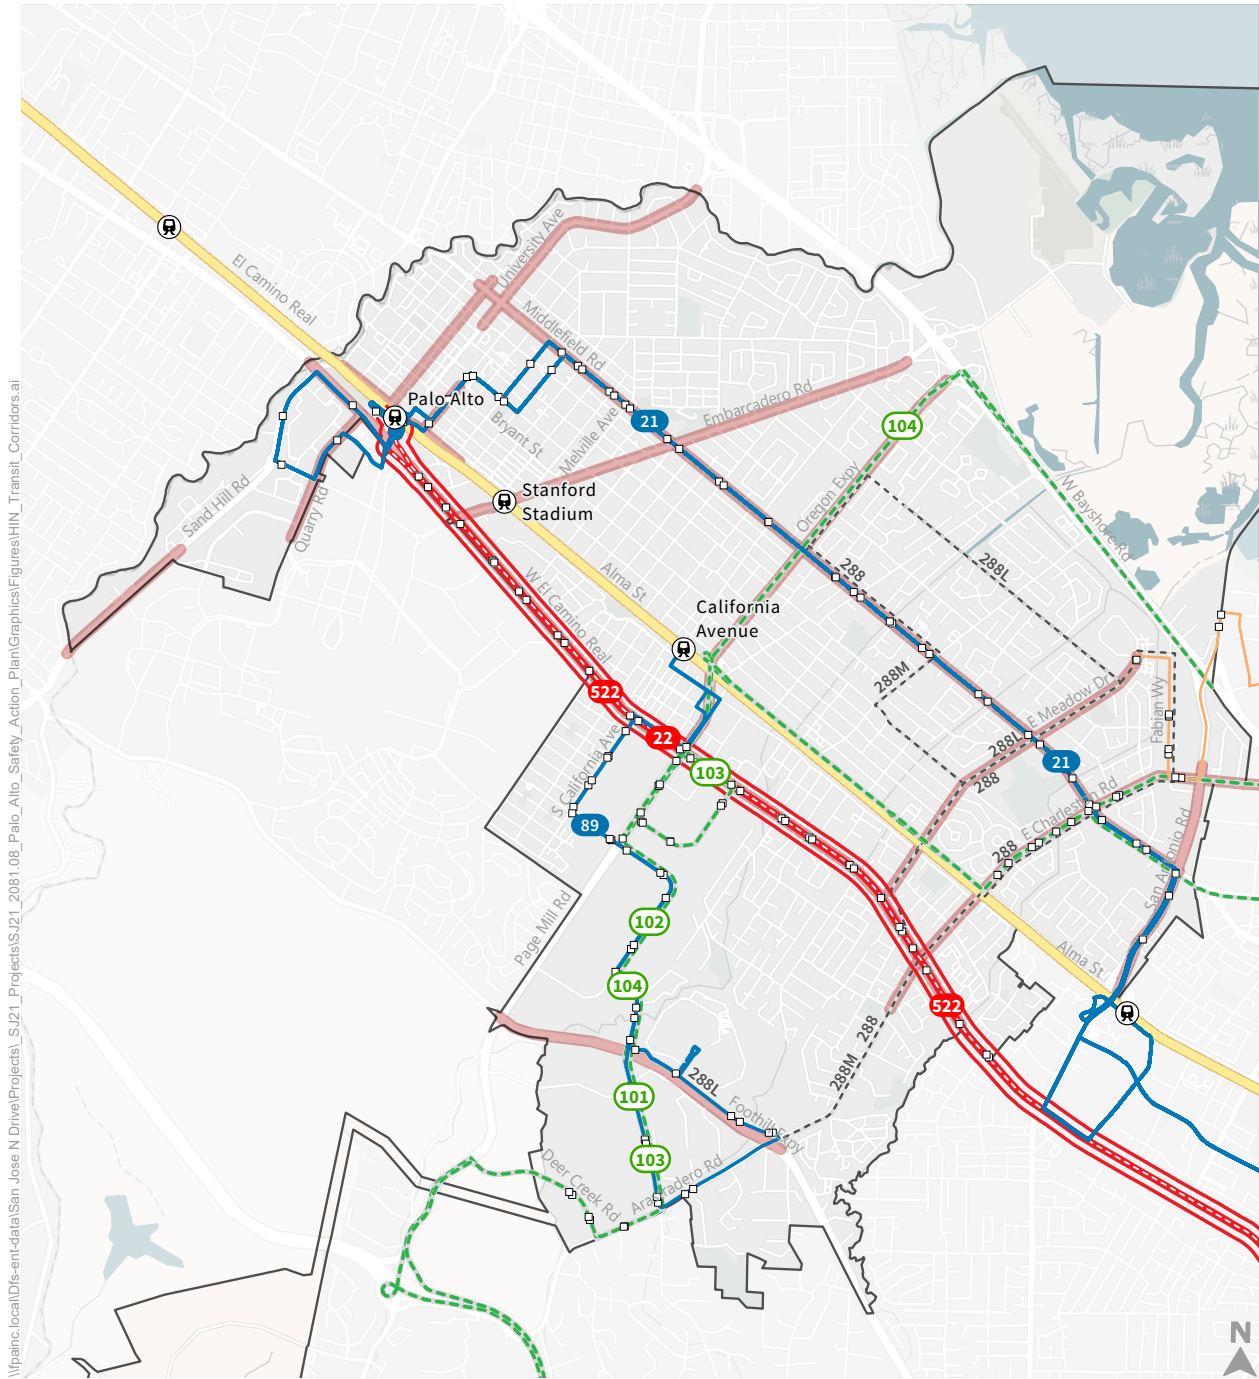 \\fpainc.local\Dfs-ent-data\San Jose N Drive\Projects\_SJ21_Projects\SJ21_2081.08_Palo_Alto_Safety_Action_Plan\Graphics\Figures\HIN_Transit_Corridors.ai
El Camino Real
University Ave
Middlefield Rd
Palo Alto
Embarcadero Rd
21
104
Bryant St
Melville Ave
Stanford
Stadium
Sand Hill Rd
Quarry Rd
Oregon Expy
W Bayshore Rd
288
288L
Alma St
W El Camino Real
California
Avenue
288M
522
22
E Meadow Dr
Fabian Wy
288L
288
21
103
S California Ave
89
E Charleston Rd
288
San Antonio Rd
Page Mill Rd
102
Alma St
104
522
288
288M
288L
101
Foothill Expy
103
Deer Creek Rd
Arastradero Rd
N